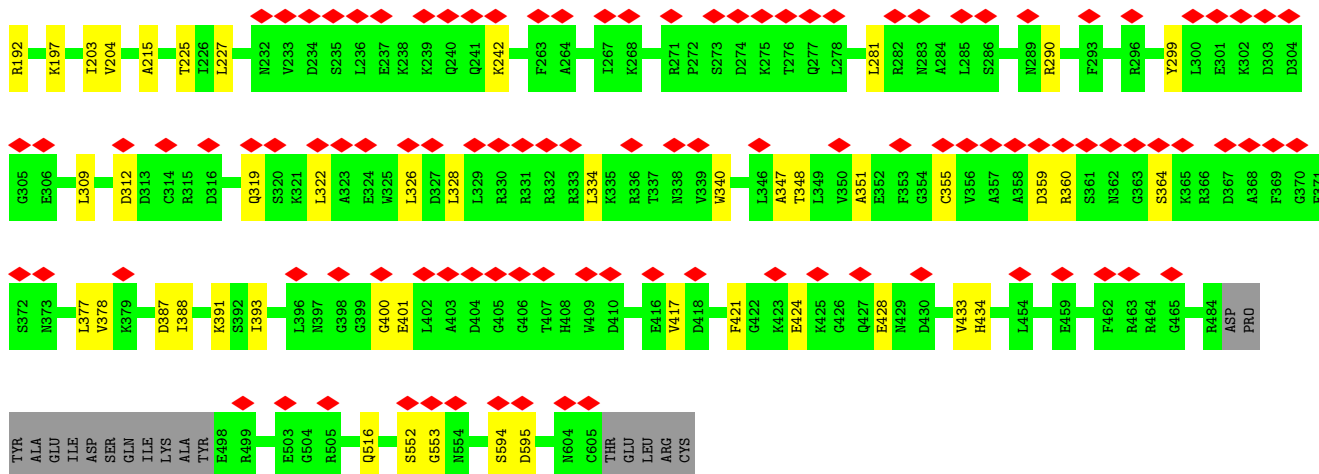 R192 K197 I203 V204 A215 T225 I226 L227 N232 V233 D234 S235 L236 E237 K238 K239 Q240 Q241 K242 F263 A264 I267 K268 R271 P272 S273 D274 K275 T276 Q277 L278 L281 R282 N283 A284 L285 S286 N289 R290 F293 R296 Y299 L300 E301 K302 D303 D304
G305 E306 L309 D312 D313 C314 R315 D316 Q319 S320 K321 L322 A323 E324 W325 L326 D327 L328 L329 R330 R331 R332 R333 L334 K335 R336 T337 N338 V339 W340 L346 A347 T348 L349 V350 A351 E352 F353 G354 C355 V356 A357 A358 D359 R360 S361 N362 G363 S364 K365 R366 D367 A368 F369 G370
S372 N373 L377 V378 K379 D387 I388 K391 S392 I393 L396 N397 G398 G399 G400 E401 L402 A403 D404 G405 G406 T407 H408 W409 D410 E416 V417 D418 F421 G422 K423 E424 K425 G426 Q427 E428 N429 D430 V433 H434 L454 E459 F462 R463 R464 G465 R484 ASP PRO
TYR ALA GLU ILE ASP SER GLN ILE LYS ALA TYR E498 R499 E503 G504 R505 Q516 S552 G553 N554 S594 D595 N604 C605 THR GLU LEU ARG CYS